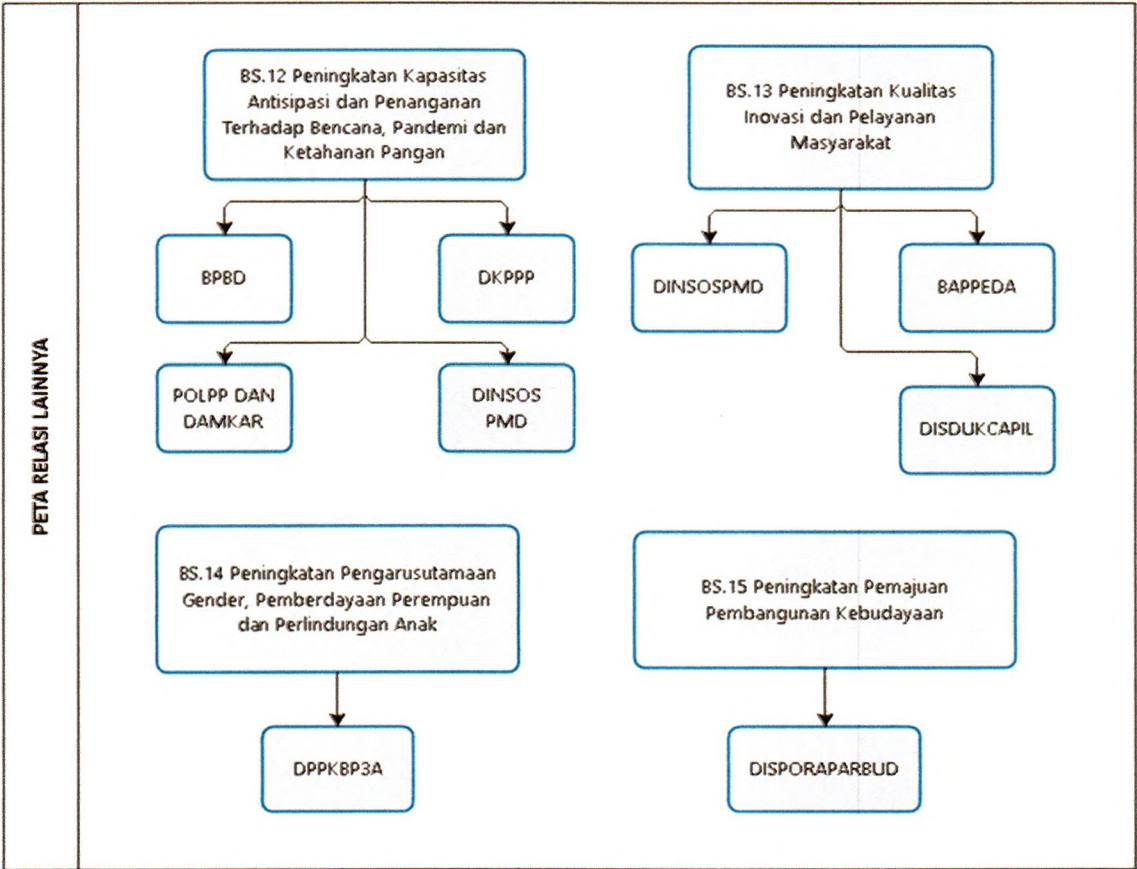 PETA RELASI LAINNYA
BS.12 Peningkatan Kapasitas
Antisipasi dan Penanganan
Terhadap Bencana, Pandemi dan
Ketahanan Pangan
BPBD
DKPPP
POLPP DAN
DAMKAR
DINSOS
PMD
BS.13 Peningkatan Kualitas
Inovasi dan Pelayanan
Masyarakat
DINSOSPMD
BAPPEDA
DISDUKCAPIL
BS.14 Peningkatan Pengarusutamaan
Gender, Pemberdayaan Perempuan
dan Perlindungan Anak
DPPKBP3A
BS.15 Peningkatan Pemajuan
Pembangunan Kebudayaan
DISPORAPARBUD